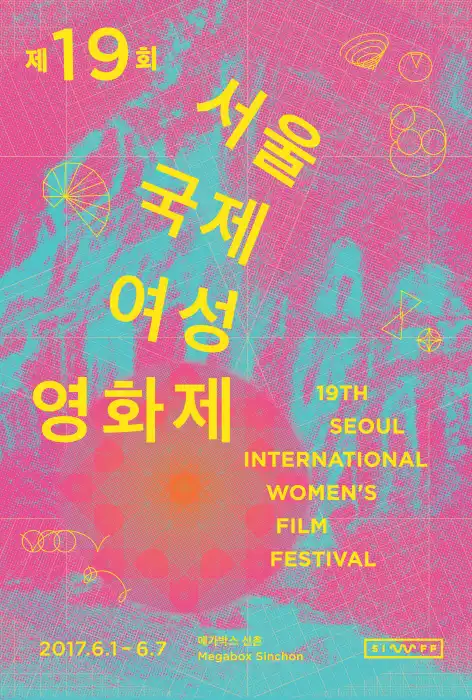 제19회
서울
국제
여성
영화제
19TH
SEOUL
INTERNATIONAL
WOMEN'S
FILM
FESTIVAL
2017.6.1 – 6.7
메가박스 신촌
Megabox Sinchon
SIWFF